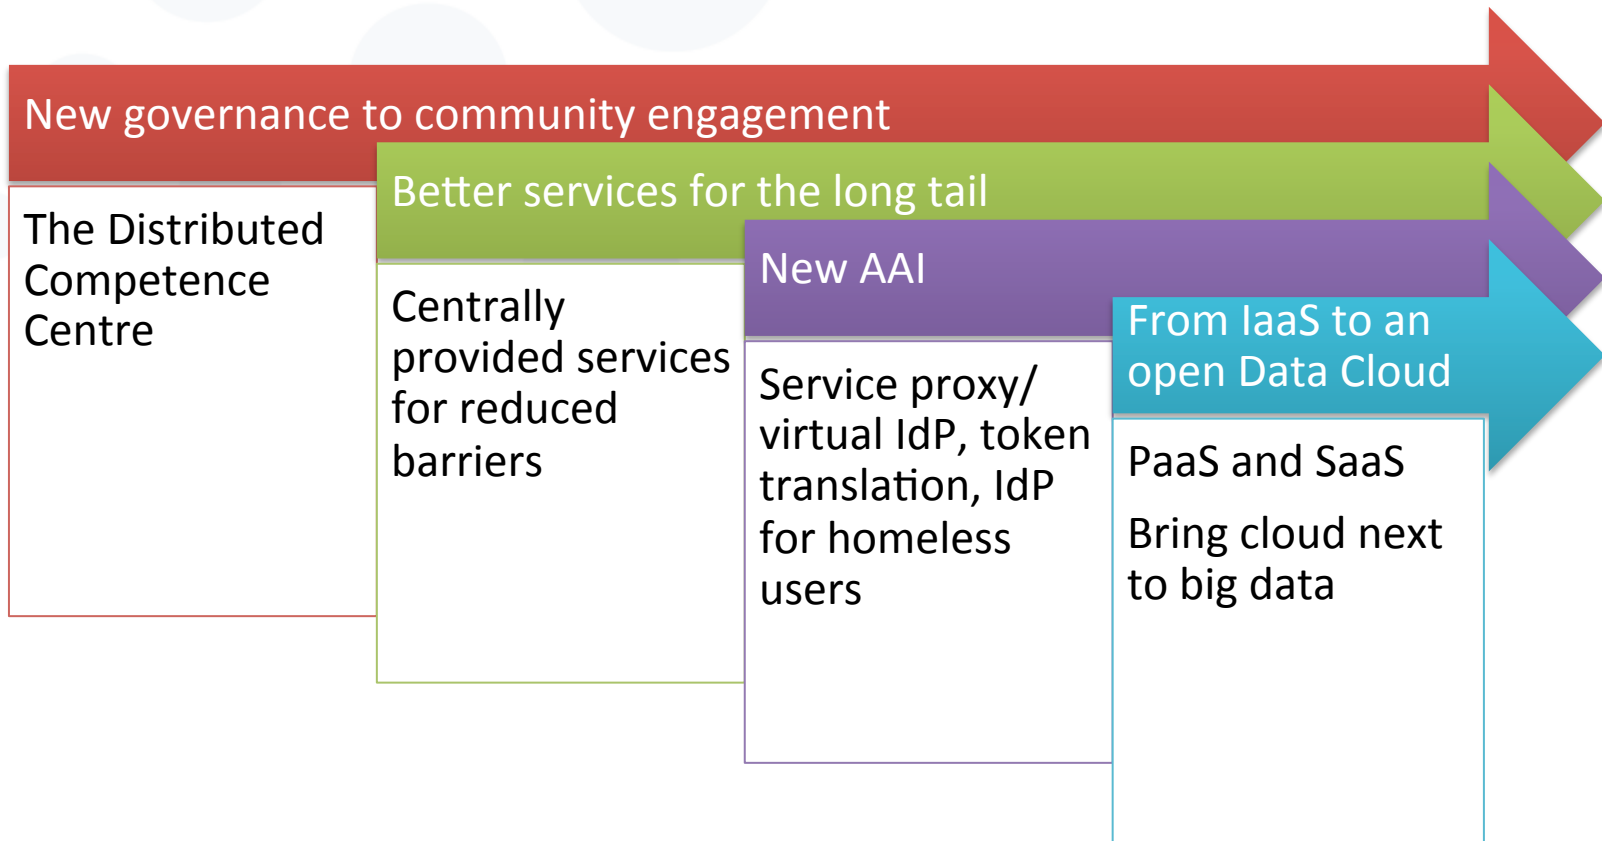 New governance to community engagement
The Distributed
Competence
Centre
Better services for the long tail
Centrally
provided services
for reduced
barriers
New AAI
Service proxy/
virtual IdP, token
translation, IdP
for homeless
users
From IaaS to an
open Data Cloud
PaaS and SaaS
Bring cloud next
to big data